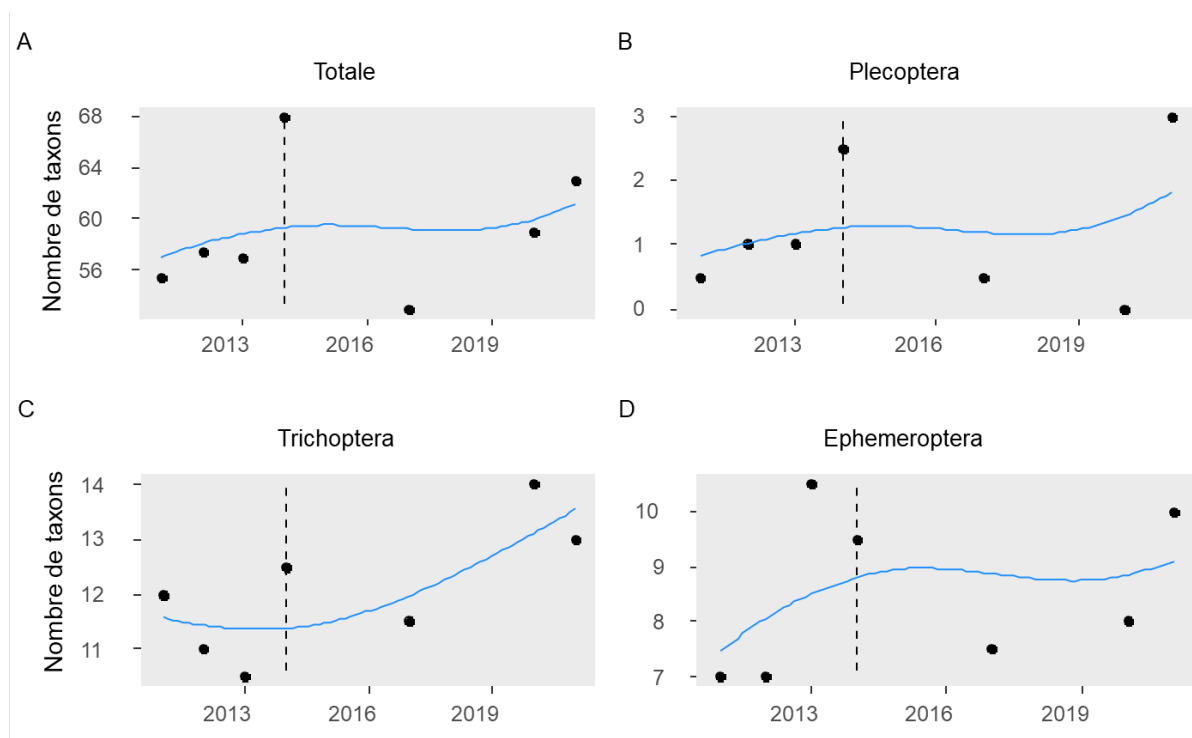 A
Totale
Nombre de taxons
68
64
60
56
2013
2016
2019
B
Plecoptera
3
2
1
0
2013
2016
2019
C
Trichoptera
Nombre de taxons
14
13
12
11
2013
2016
2019
D
Ephemeroptera
10
9
8
7
2013
2016
2019